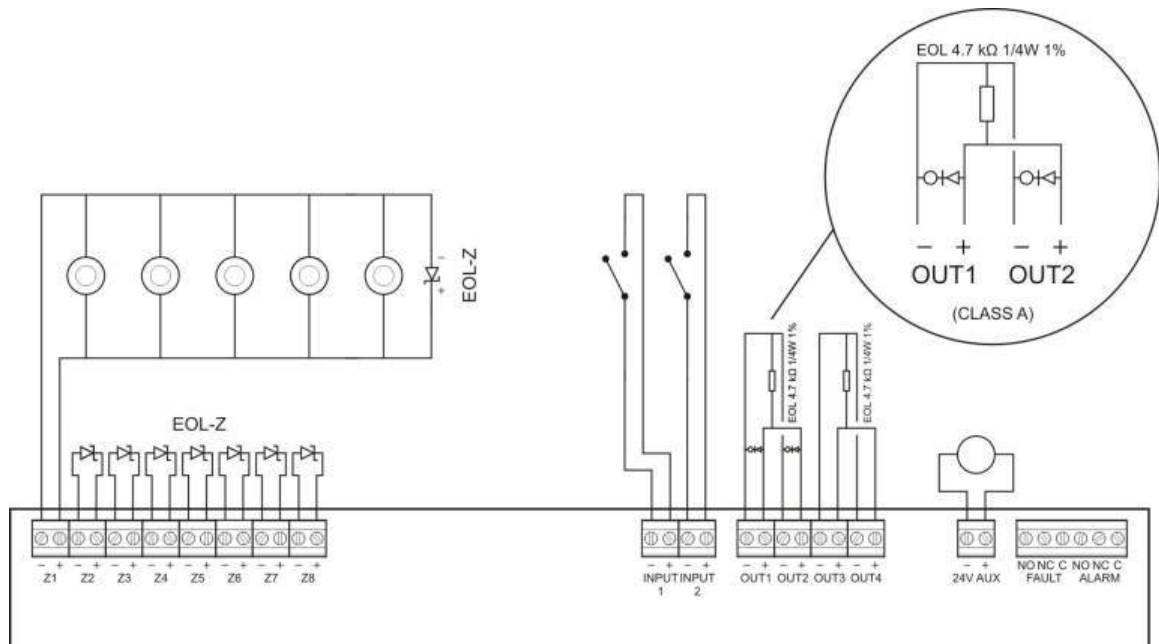 EOL 4.7 kΩ 1/4W 1%
− + − +
OUT1 OUT2
(CLASS A)
− +
EOL-Z
EOL-Z
EOL 4.7 kΩ 1/4W 1%
EOL 4.7 kΩ 1/4W 1%
− + − + − + − + − + − + − + − +
Z1 Z2 Z3 Z4 Z5 Z6 Z7 Z8
− + − +
INPUT INPUT
1 2
− + − + − + − +
OUT1 OUT2 OUT3 OUT4
− +
24V AUX
NO NC C NO NC C
FAULT ALARM